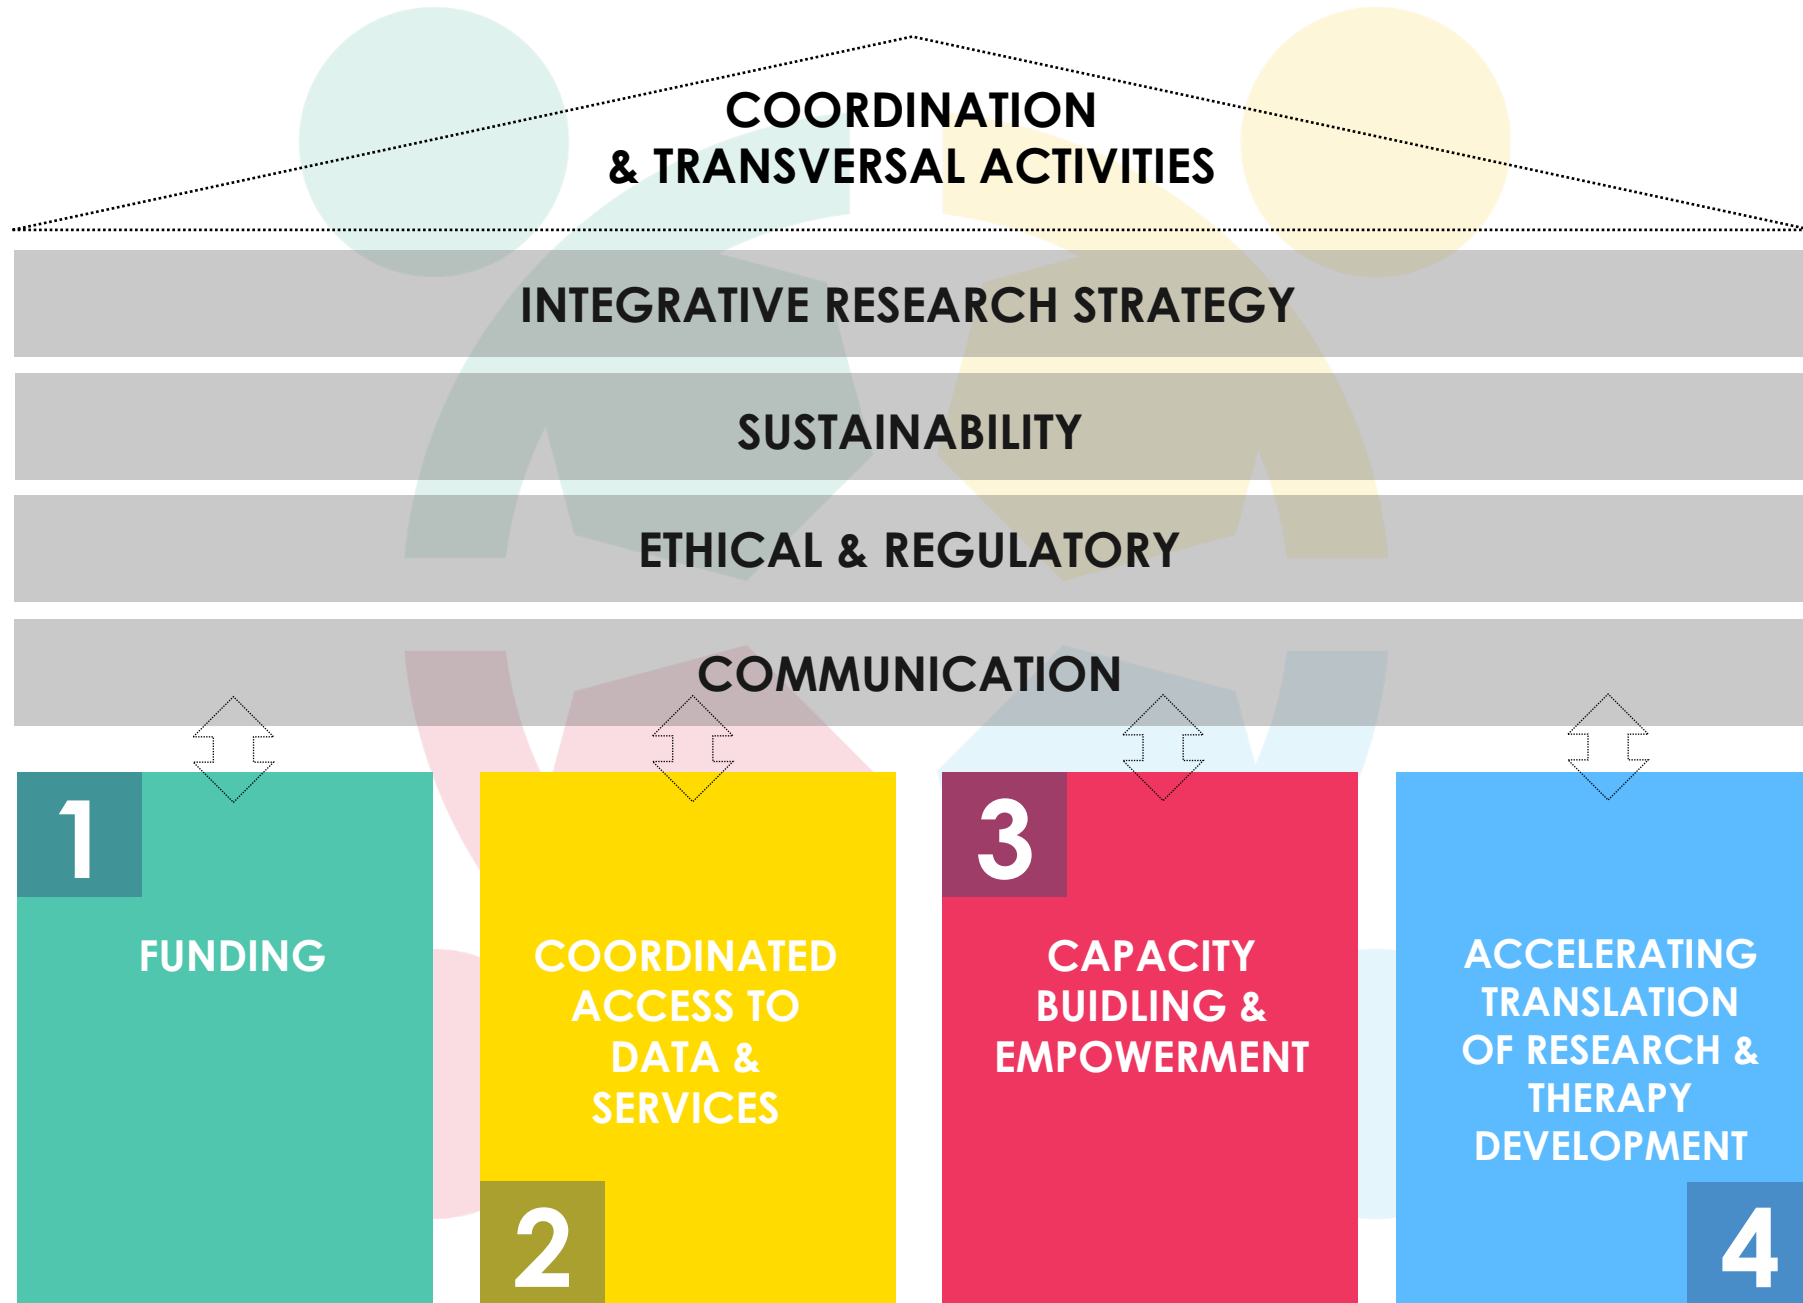 COORDINATION
& TRANSVERSAL ACTIVITIES
INTEGRATIVE RESEARCH STRATEGY
SUSTAINABILITY
ETHICAL & REGULATORY
COMMUNICATION
1
FUNDING
COORDINATED
ACCESS TO
DATA &
SERVICES
2
3
CAPACITY
BUIDLING &
EMPOWERMENT
ACCELERATING
TRANSLATION
OF RESEARCH &
THERAPY
DEVELOPMENT
4